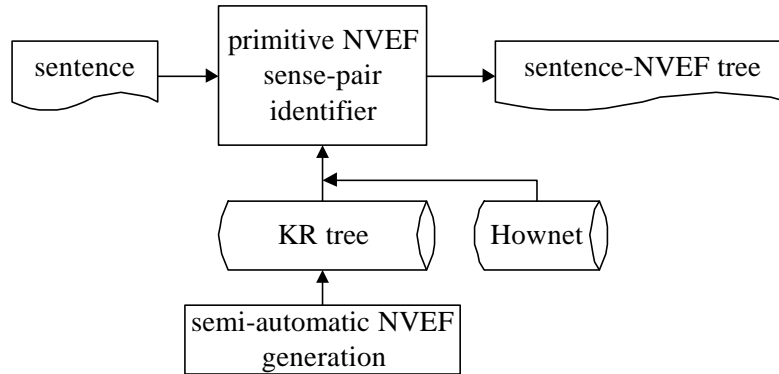 sentence
primitive NVEF
sense-pair
identifier
sentence-NVEF tree
KR tree
Hownet
semi-automatic NVEF
generation